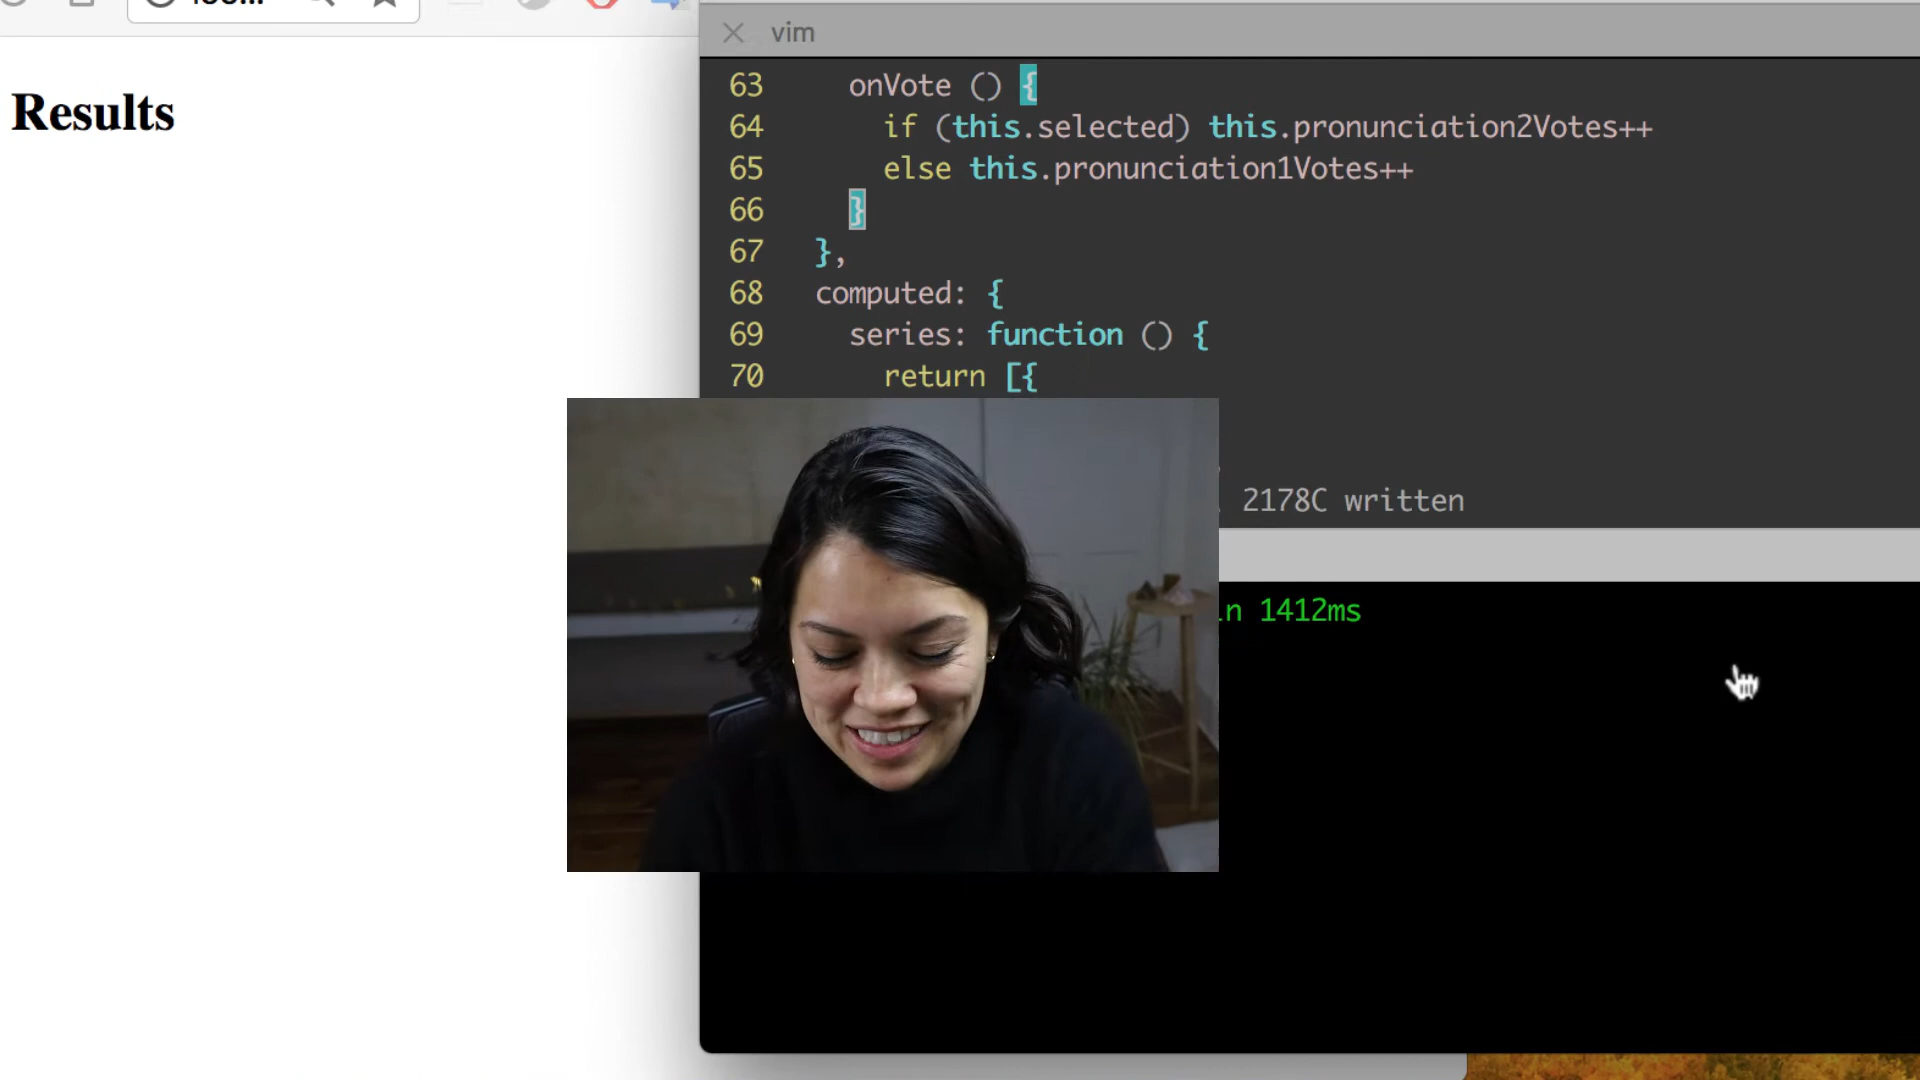 vim
Results
63 onVote () {
64 if (this.selected) this.pronunciation2Votes++
65 else this.pronunciation1Votes++
66 }
67 },
68 computed: {
69 series: function () {
70 return [{
2178C written
in 1412ms